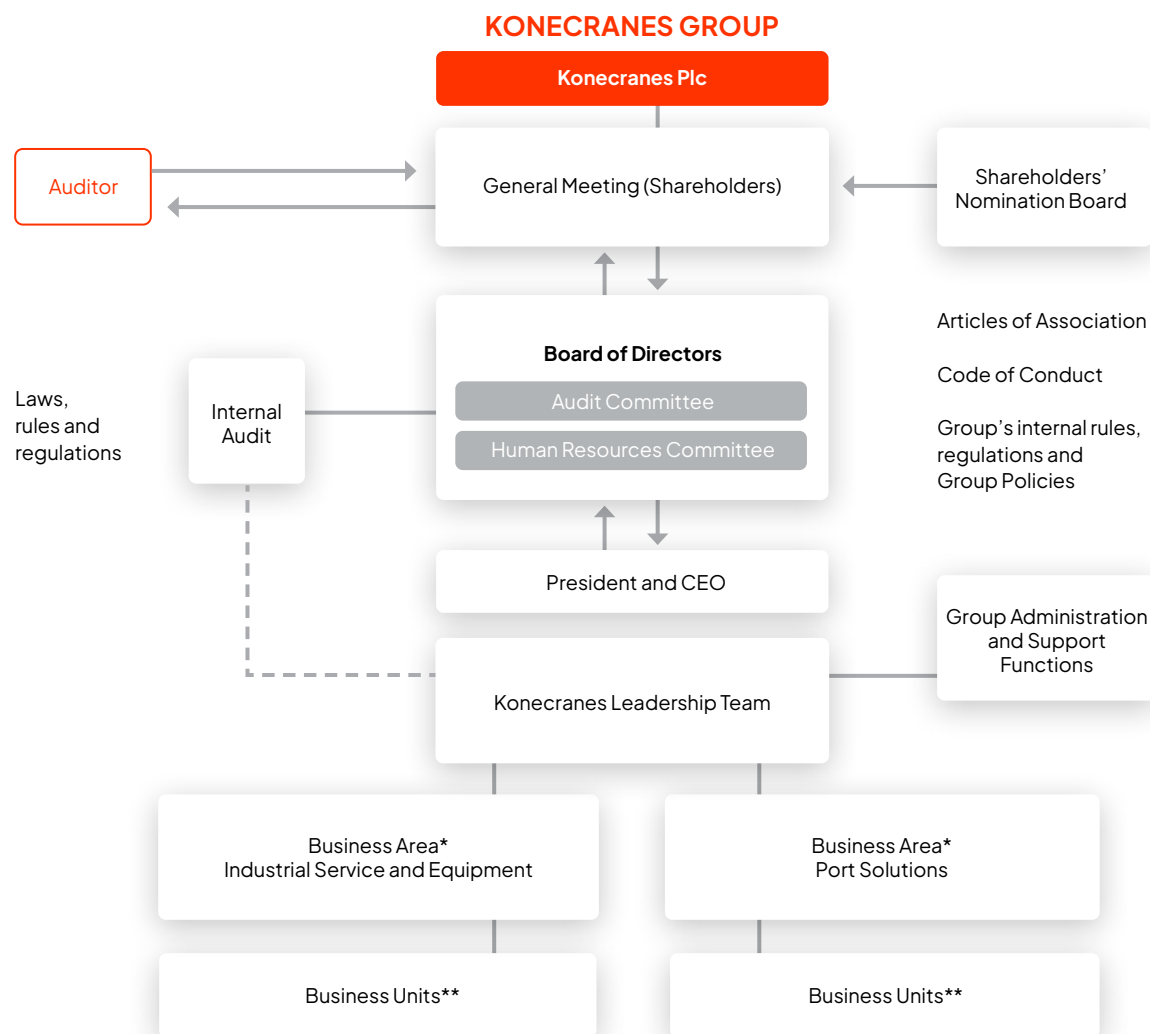 KONECRANES GROUP
Konecranes Plc
Auditor
General Meeting (Shareholders)
Shareholders’
Nomination Board
Laws,
rules and
regulations
Internal
Audit
Board of Directors
Audit Committee
Human Resources Committee
Articles of Association
Code of Conduct
Group’s internal rules,
regulations and
Group Policies
President and CEO
Group Administration
and Support
Functions
Konecranes Leadership Team
Business Area*
Industrial Service and Equipment
Business Area*
Port Solutions
Business Units**
Business Units**